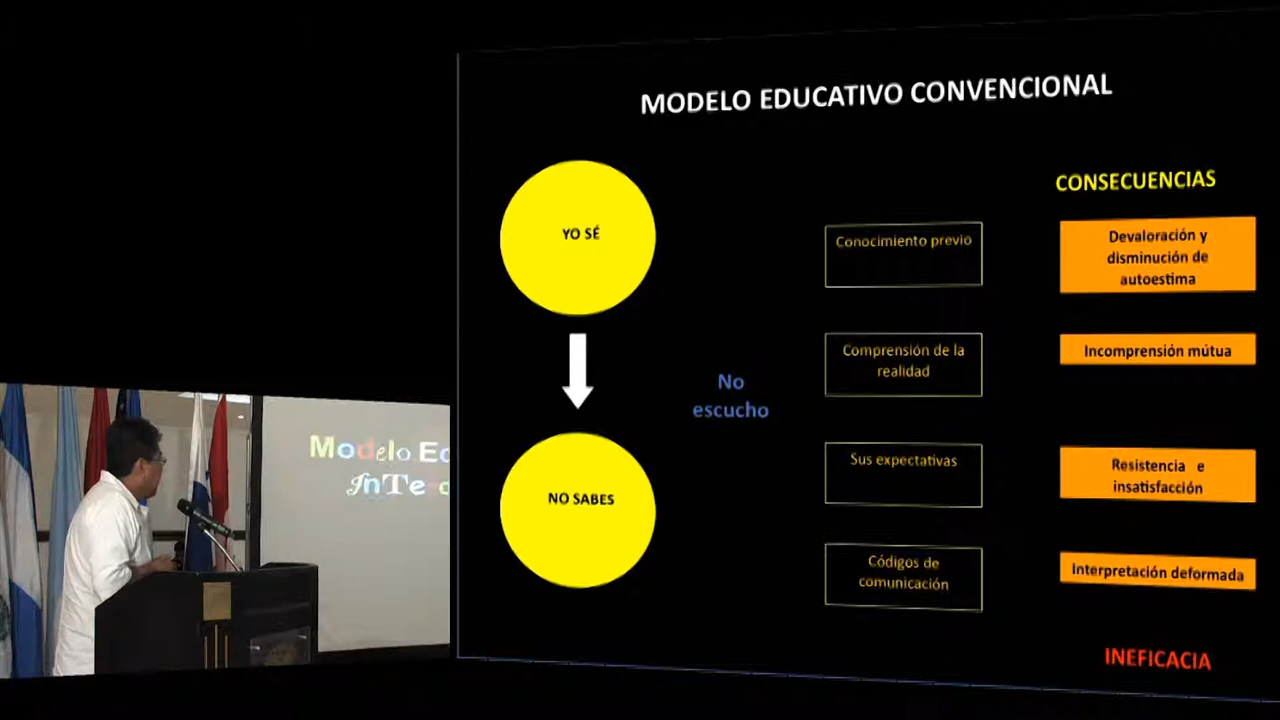 MODELO EDUCATIVO CONVENCIONAL
YO SÉ
NO SABES
No
escucho
Conocimiento previo
Comprensión de la
realidad
Sus expectativas
Códigos de
comunicación
CONSECUENCIAS
Devaloración y
disminución de
autoestima
Incomprensión mútua
Resistencia e
insatisfacción
Interpretación deformada
INEFICACIA
Modelo